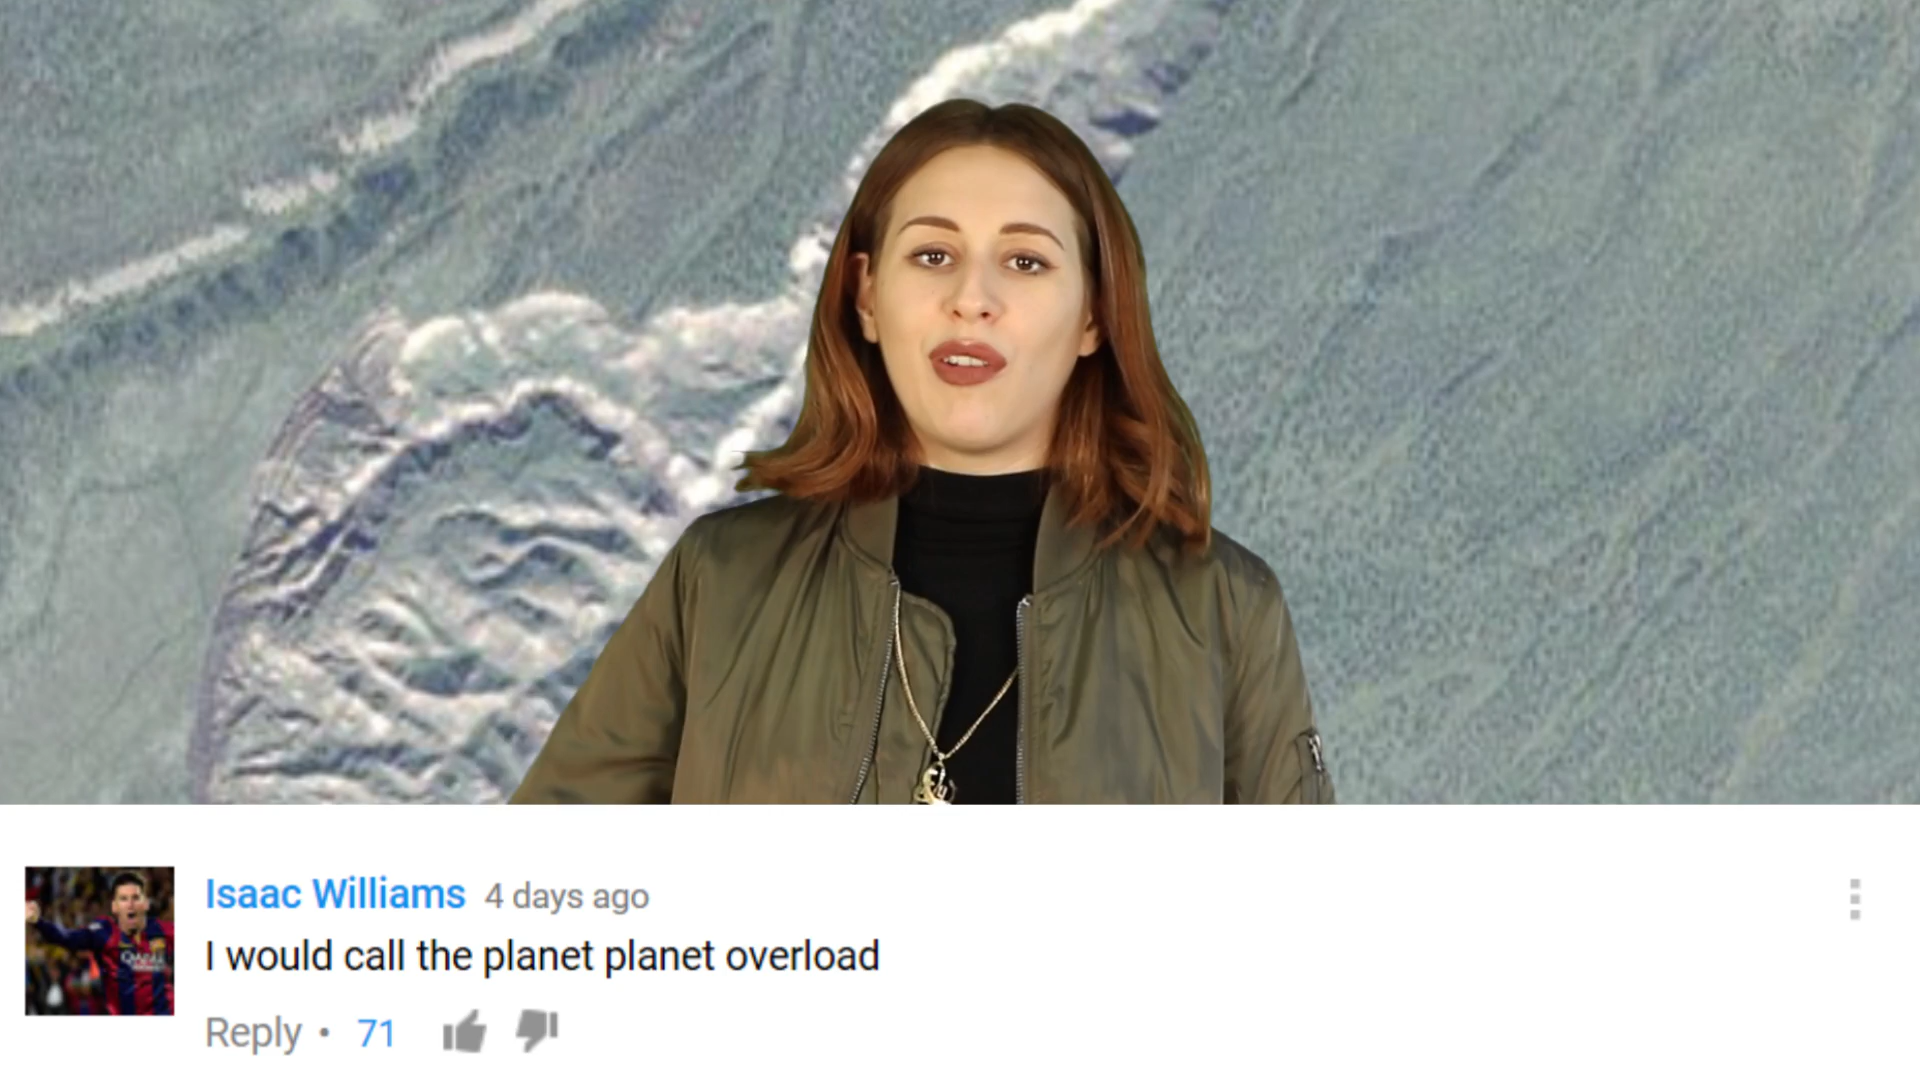 Isaac Williams 4 days ago
I would call the planet planet overload
Reply • 71